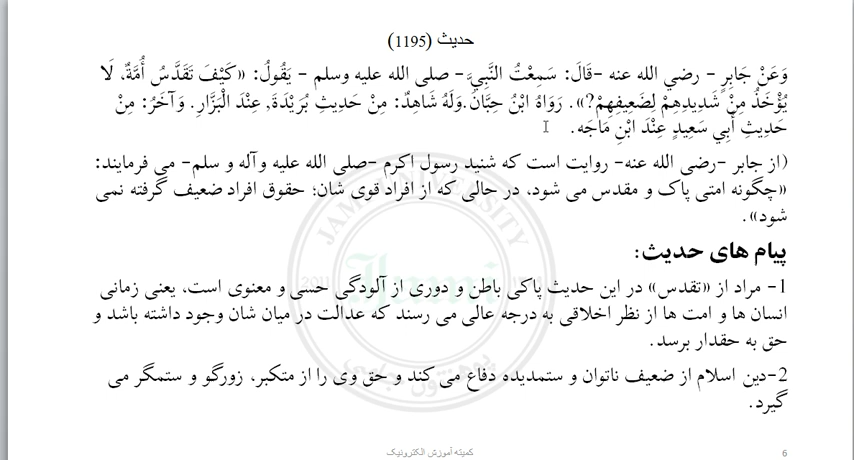 حدیث (1195)
وَعَنْ جَابِرٍ - رضي الله عنه -قَالَ: سَمِعْتُ النَّبِيَّ - صلى الله عليه وسلم - يَقُولُ: «كَيْفَ تَقَدَّسُ أُمَّةٌ، لَا
يُؤْخَذُ مِنْ شَدِيدِهِمْ لِضَعِيفِهِمْ?». رَوَاهُ ابْنُ حِبَّانَ.وَلَهُ شَاهِدٌ: مِنْ حَدِيثِ بُرَيْدَةَ, عِنْدَ الْبَزَّارِ. وَآخَرُ: مِنْ
حَدِيثِ أَبِي سَعِيدٍ عِنْدَ ابْنِ مَاجَه.
(از جابر -رضی الله عنه- روایت است که شنید رسول اکرم -صلی الله علیه وآله و سلم- می فرمایند:
«چگونه امتی پاک و مقدس می شود، در حالی که از افراد قوی شان؛ حقوق افراد ضعیف گرفته نمی
شود».
پیام های حدیث:
1- مراد از «تقدس» در این حدیث پاکی باطن و دوری از آلودگی حسی و معنوی است، یعنی زمانی
انسان ها و امت ها از نظر اخلاقی به درجه عالی می رسند که عدالت در میان شان وجود داشته باشد و
حق به حقدار برسد.
2-دین اسلام از ضعیف ناتوان و ستمدیده دفاع می کند و حق وی را از متکبر، زورگو و ستمگر می
گیرد.
JAMI UNIVERSITY
Jami
کمیته آموزش الکترونیک
6